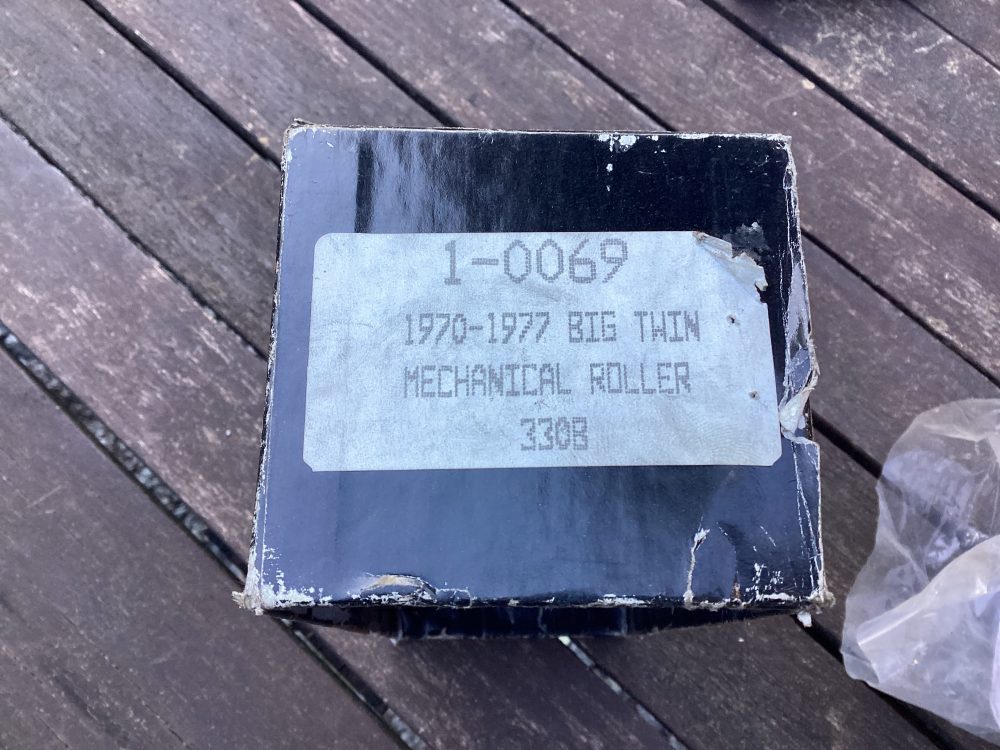 1-0069
1970-1977 BIG TWIN
MECHANICAL ROLLER
330B